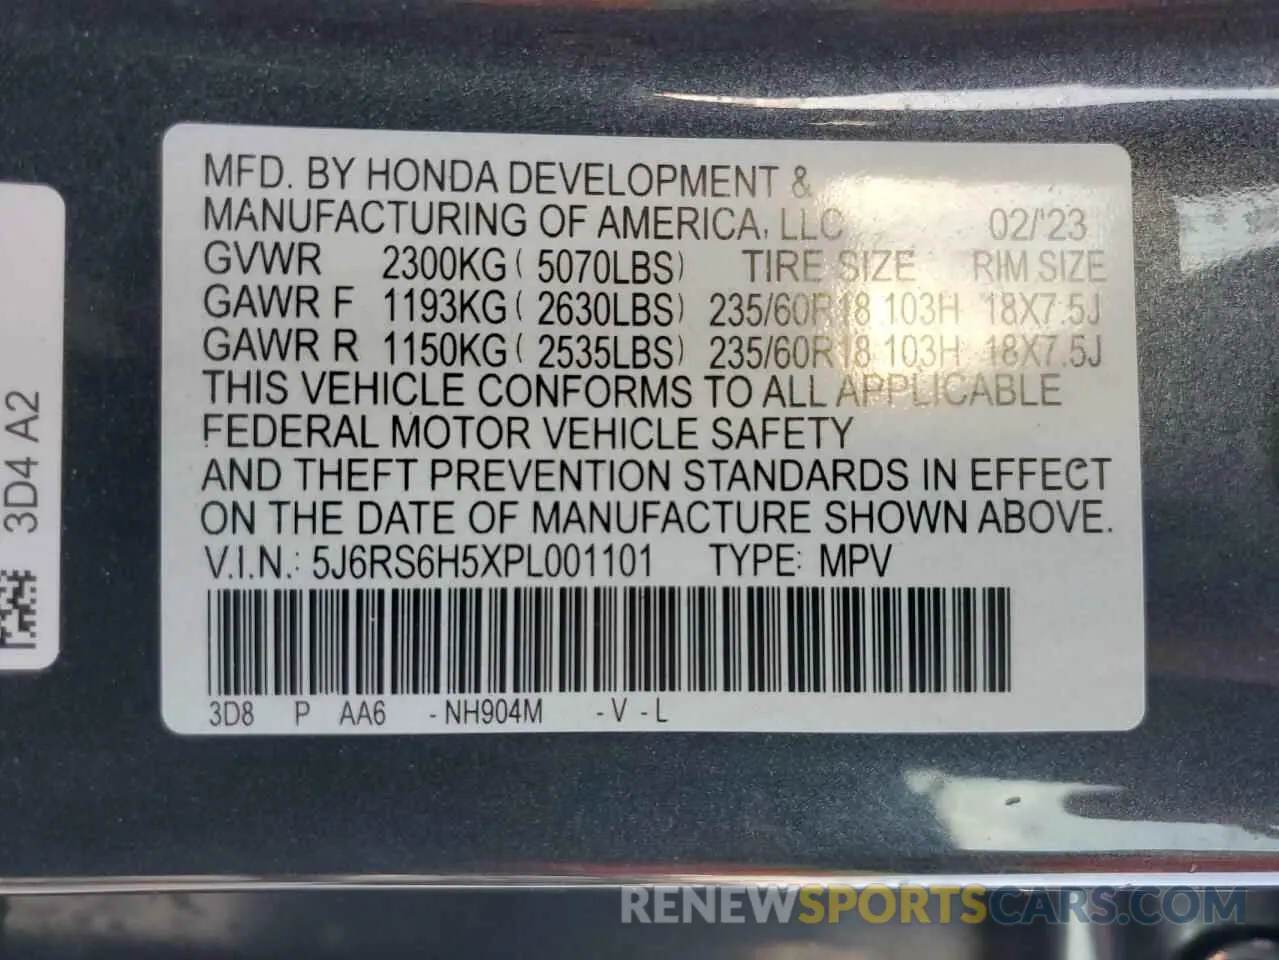 MFD. BY HONDA DEVELOPMENT &
MANUFACTURING OF AMERICA, LLC 02/'23
GVWR 2300KG ( 5070LBS) TIRE SIZE RIM SIZE
GAWR F 1193KG ( 2630LBS) 235/60R18 103H 18X7.5J
GAWR R 1150KG ( 2535LBS) 235/60R18 103H 18X7.5J
THIS VEHICLE CONFORMS TO ALL APPLICABLE
FEDERAL MOTOR VEHICLE SAFETY
AND THEFT PREVENTION STANDARDS IN EFFECT
ON THE DATE OF MANUFACTURE SHOWN ABOVE.
V.I.N.: 5J6RS6H5XPL001101 TYPE: MPV
3D8 P AA6 - NH904M - V - L
3D4 A2
RENEWSPORTSCARS.COM